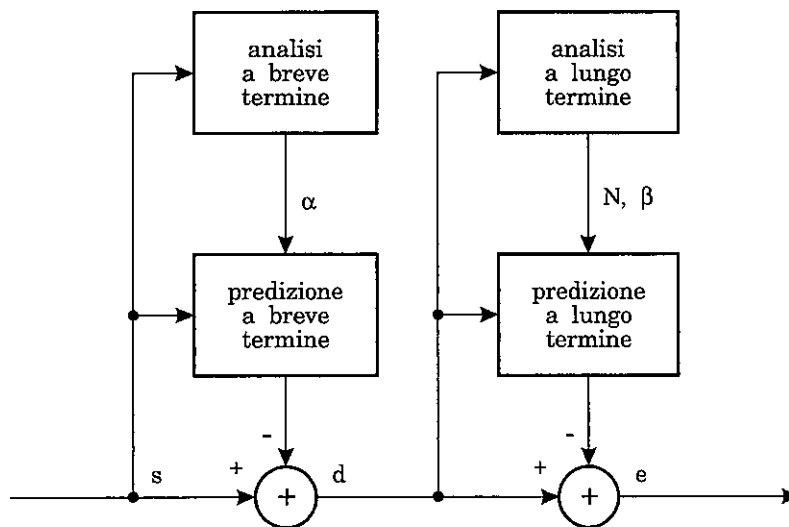 analisi
a breve
termine
analisi
a lungo
termine
α
N, β
predizione
a breve
termine
predizione
a lungo
termine
-
-
s
+
+
d
+
+
e